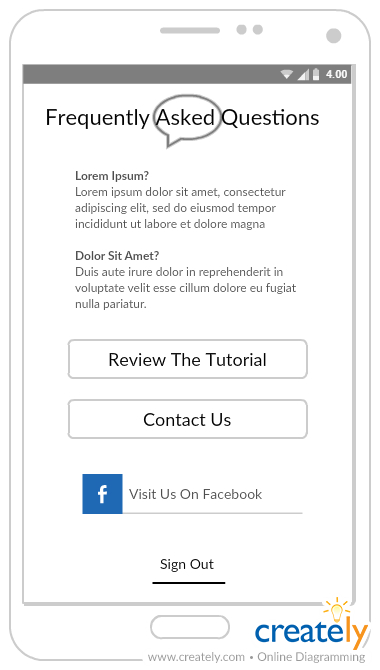 4.00
Frequently Asked Questions
Lorem Ipsum?
Lorem ipsum dolor sit amet, consectetur
adipiscing elit, sed do eiusmod tempor
incididunt ut labore et dolore magna
Dolor Sit Amet?
Duis aute irure dolor in reprehenderit in
voluptate velit esse cillum dolore eu fugiat
nulla pariatur.
Review The Tutorial
Contact Us
f Visit Us On Facebook
Sign Out
creately
www.creately.com • Online Diagramming